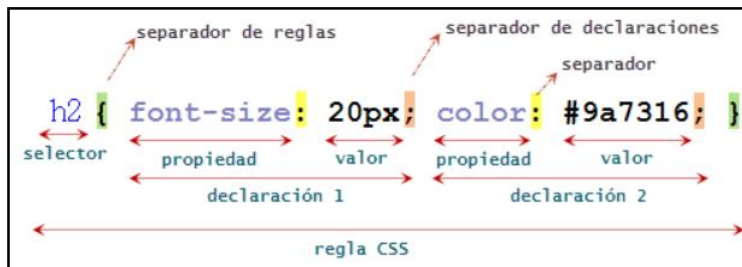 separador de reglas
separador de declaraciones
separador
h2 { font-size: 20px; color: #9a7316; }
selector
propiedad
valor
propiedad
valor
declaración 1
declaración 2
regla CSS